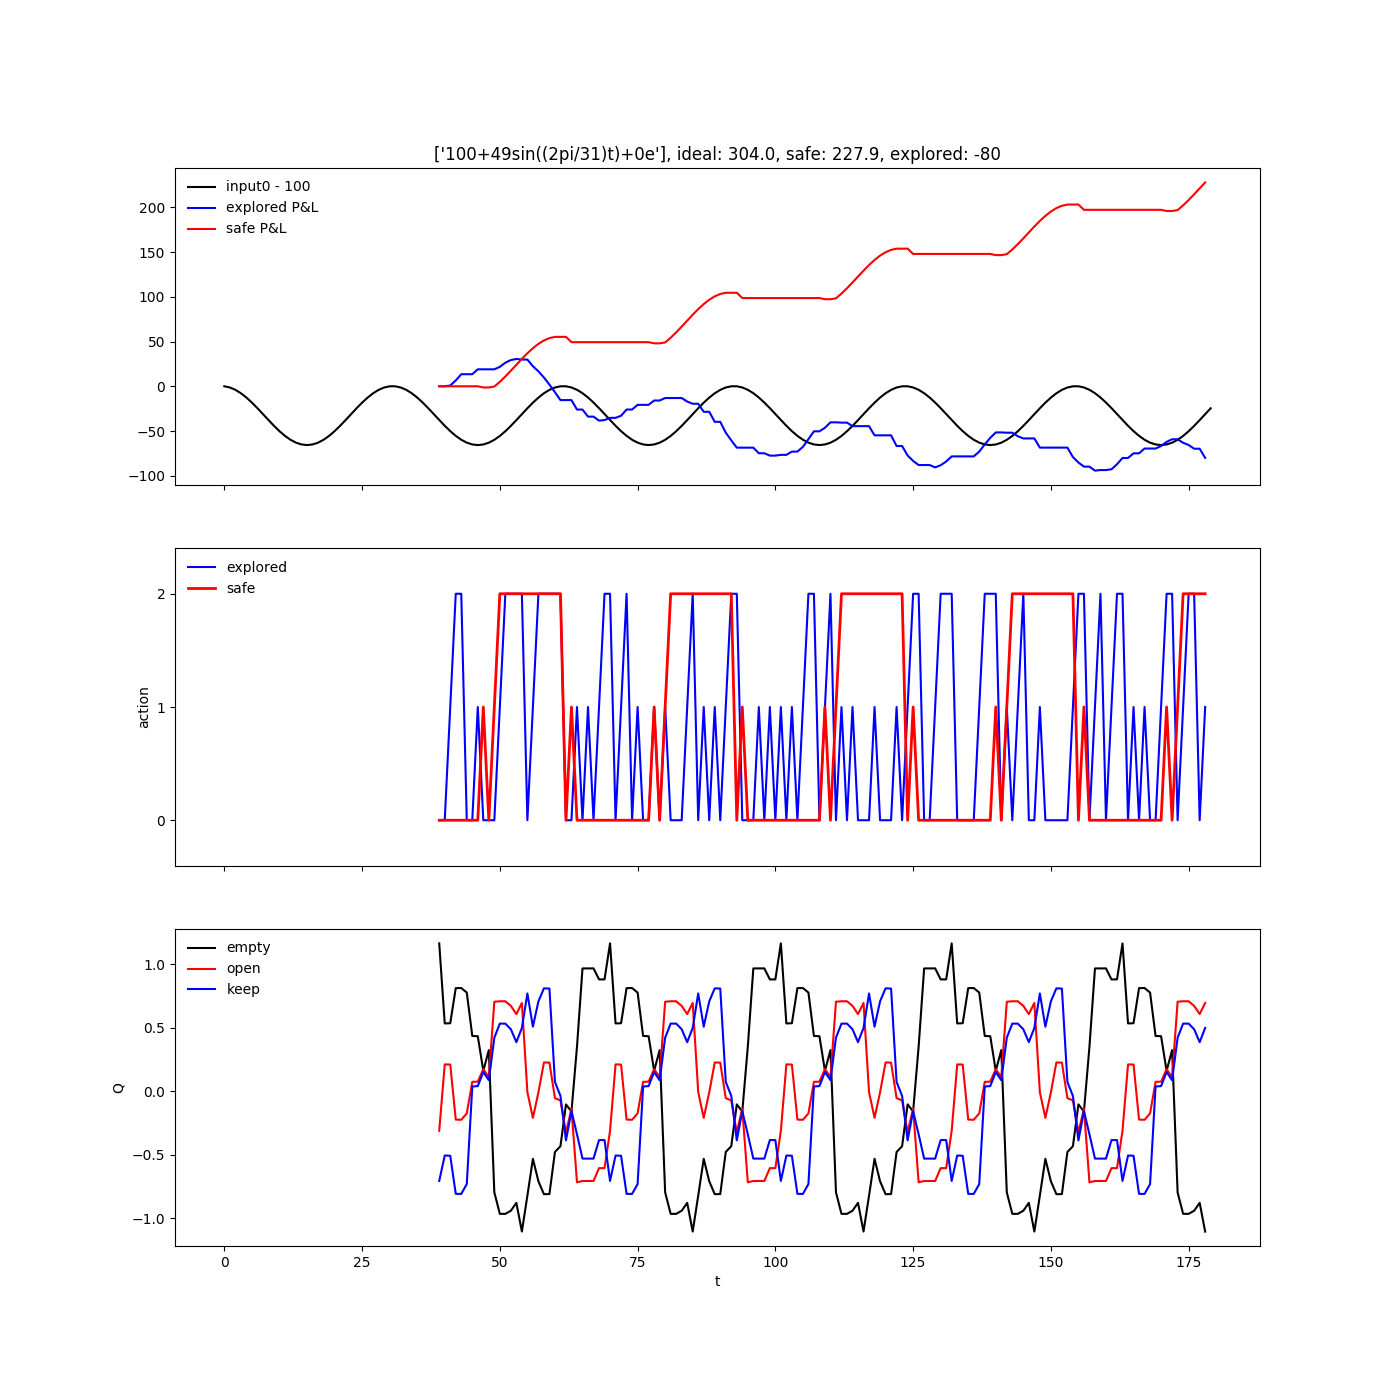 ['100+49sin((2pi/31)t)+0e'], ideal: 304.0, safe: 227.9, explored: -80
input0 - 100
explored P&L
safe P&L
200
150
100
50
0
−50
−100
explored
safe
2
1
0
action
empty
open
keep
1.0
0.5
0.0
−0.5
−1.0
Q
0 25 50 75 100 125 150 175
t